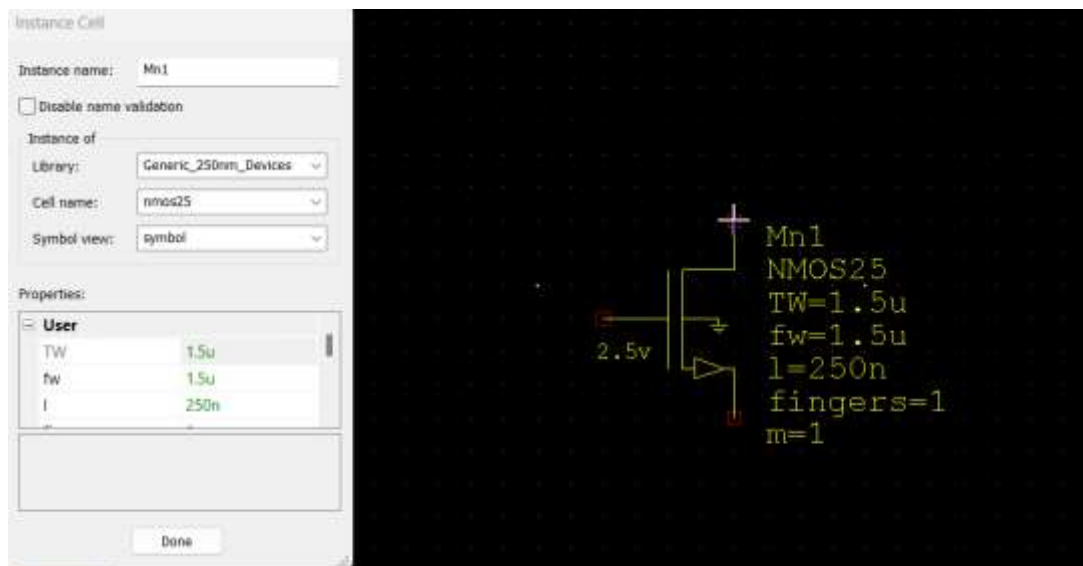 Instance Cell
Instance name: Mn1
Disable name validation
Instance of
Library: Generic_250nm_Devices
Cell name: nmos25
Symbol view: symbol
Properties:
User
TW 1.5u
fw 1.5u
l 250n
Done
Mn1
NMOS25
TW=1.5u
fw=1.5u
2.5v
l=250n
fingers=1
m=1